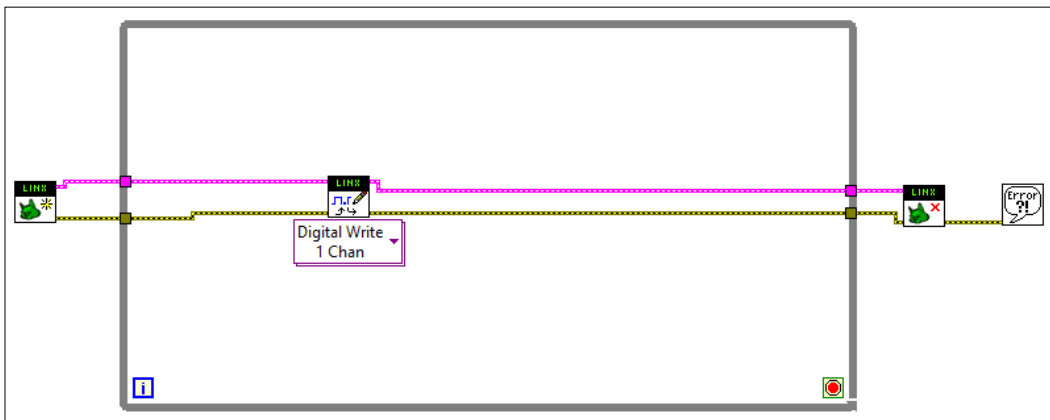 LINX
LINX
LINX
Error
?!
Digital Write
1 Chan
i